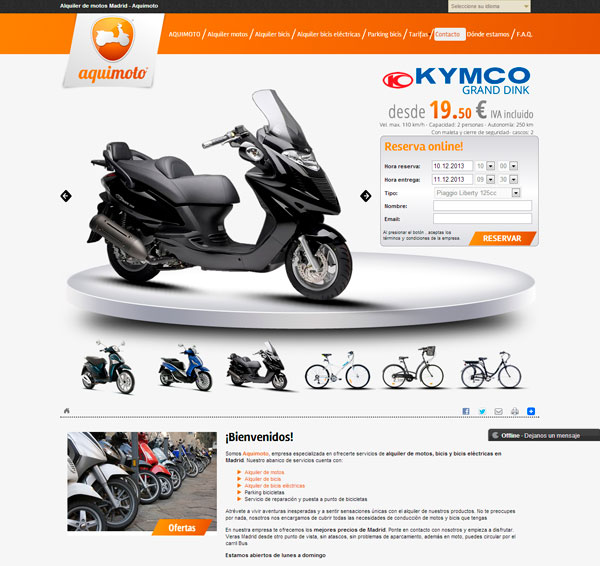 Alquiler de motos Madrid - Aquimoto
Seleccione su idioma
aquimoto
AQUIMOTO / Alquiler motos / Alquiler bicis / Alquiler bicis eléctricas / Parking bicis / Tarifas / Contacto / Dónde estamos / F.A.Q.
KYMCO
GRAND DINK
desde 19.50 € IVA incluido
Vel. max. 110 km/h - Capacidad: 2 personas - Autonomía: 250 km
Con maleta y cierre de seguridad- cascos: 2
Reserva online!
Hora reserva: 10.12.2013 10 00
Hora entrega: 11.12.2013 09 30
Tipo: Piaggio Liberty 125cc
Nombre:
Email:
Al presionar el botón , aceptas los
términos y condiciones de la empresa.
RESERVAR
¡Bienvenidos!
Offline - Dejanos un mensaje
Somos Aquimoto, empresa especializada en ofrecerte servicios de alquiler de motos, bicis y bicis eléctricas en
Madrid. Nuestro abanico de servicios cuenta con:
Alquiler de motos
Alquiler de bicis
Alquiler de bicis eléctricas
Parking bicicletas
Servicio de reparación y puesta a punto de bicicletas
Atrévete a vivir aventuras inesperadas y a sentir sensaciones únicas con el alquiler de nuestros productos. No te preocupes
por nada, nosotros nos encargamos de cubrir todas las necesidades de conducción de motos y bicis que tengas
En nuestra empresa te ofrecemos los mejores precios de Madrid. Ponte en contacto con nosotros y empieza a disfrutar.
Veras Madrid desde otro punto de vista, sin atascos, sin problemas de aparcamiento, además en moto, puedes circular por el
carril Bus
Estamos abiertos de lunes a domingo
Ofertas